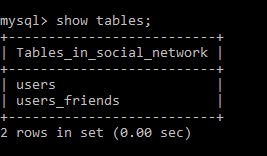 mysql> show tables;
+--------------------------+
| Tables_in_social_network |
+--------------------------+
| users                    |
| users_friends            |
+--------------------------+
2 rows in set (0.00 sec)